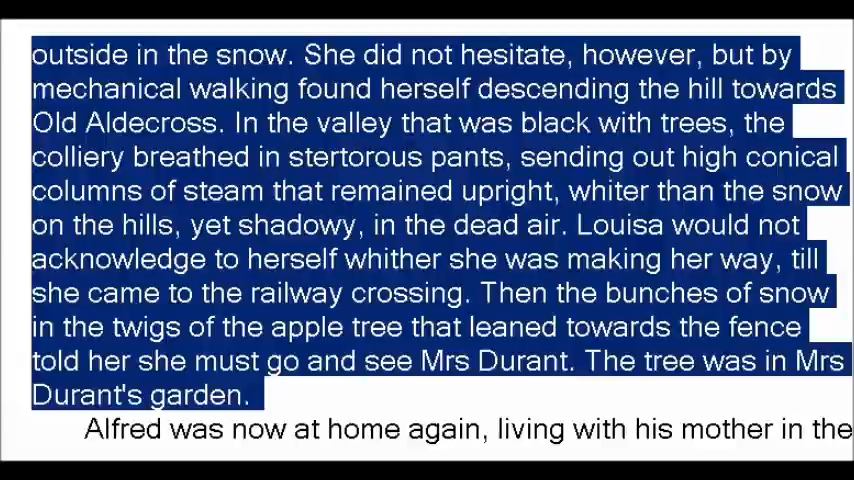 outside in the snow. She did not hesitate, however, but by
mechanical walking found herself descending the hill towards
Old Aldecross. In the valley that was black with trees, the
colliery breathed in stertorous pants, sending out high conical
columns of steam that remained upright, whiter than the snow
on the hills, yet shadowy, in the dead air. Louisa would not
acknowledge to herself whither she was making her way, till
she came to the railway crossing. Then the bunches of snow
in the twigs of the apple tree that leaned towards the fence
told her she must go and see Mrs Durant. The tree was in Mrs
Durant's garden.
Alfred was now at home again, living with his mother in the